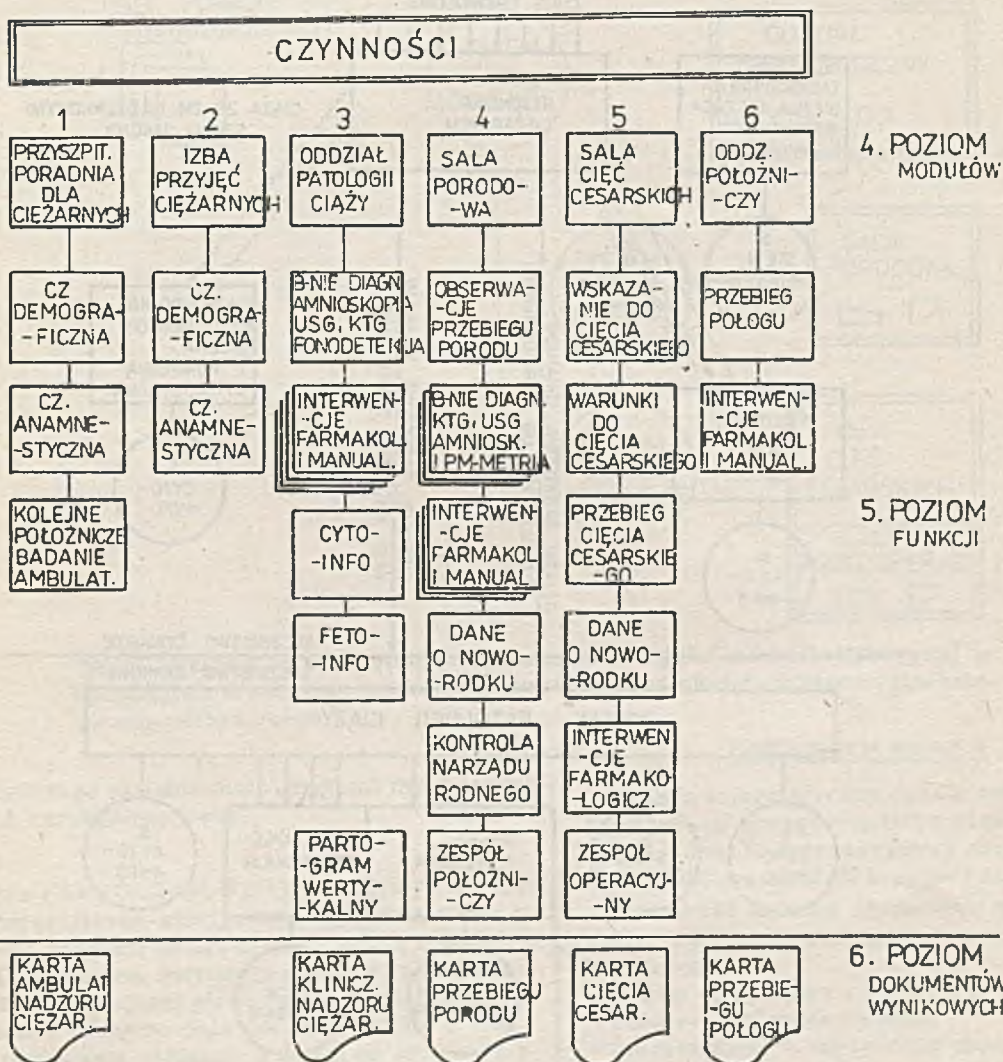 CZYNNOŚCI
1
2
3
4
5
6
PRZYSZPIT.
PORADNIA
DLA
CIĘŻARNYCH
IZBA
PRZYJĘĆ
CIĘŻARNYCH
ODDZIAŁ
PATOLOGII
CIĄŻY
SALA
PORODO-
-WA
SALA
CIĘĆ
CESARSKICH
ODDZ.
POŁOŻNI-
-CZY
4. POZIOM
MODUŁÓW
CZ
DEMOGRA-
-FICZNA
CZ.
DEMOGRA-
-FICZNA
B-NIE DIAGN.
AMNIOSKOPIA
USG, KTG
FONODETEKCJA
OBSERWA-
-CJE
PRZEBIEGU
PORODU
WSKAZA-
NIE DO
CIĘCIA
CESARSKIEGO
PRZEBIEG
POŁOGU
CZ.
ANAMNE-
-STYCZNA
CZ.
ANAMNE-
STYCZNA
INTERWEN-
-CJE
FARMAKOL.
I MANUAL.
B-NIE DIAGN.
KTG, USG
AMNIOSK.
I PM-METRIA
WARUNKI
DO
CIĘCIA
CESARSKIEGO
INTERWEN-
-CJE
FARMAKOL.
I MANUAL.
KOLEJNE
POŁOŻNICZE
BADANIE
AMBULAT.
CYTO-
-INFO
INTERWEN-
-CJE
FARMAKOL
I MANUAL
PRZEBIEG
CIĘCIA
CESARSKIE
-GO
5. POZIOM
FUNKCJI
FETO-
-INFO
DANE
O NOWO-
-RODKU
DANE
O NOWO-
-RODKU
KONTROLA
NARZĄDU
RODNEGO
INTERWEN
-CJE
FARMAKO-
-LOGICZ.
PARTO-
-GRAM
WERTY-
-KALNY
ZESPÓŁ
POŁOŻNI-
-CZY
ZESPÓŁ
OPERACYJ-
-NY
KARTA
AMBULAT
NADZORU
CIĘŻAR.
KARTA
KLINICZ.
NADZORU
CIĘŻAR.
KARTA
PRZEBIEGU
PORODU
KARTA
CIĘCIA
CESAR.
KARTA
PRZEBIE-
-GU
POŁOGU
6. POZIOM
DOKUMENTÓW
WYNIKOWYCH